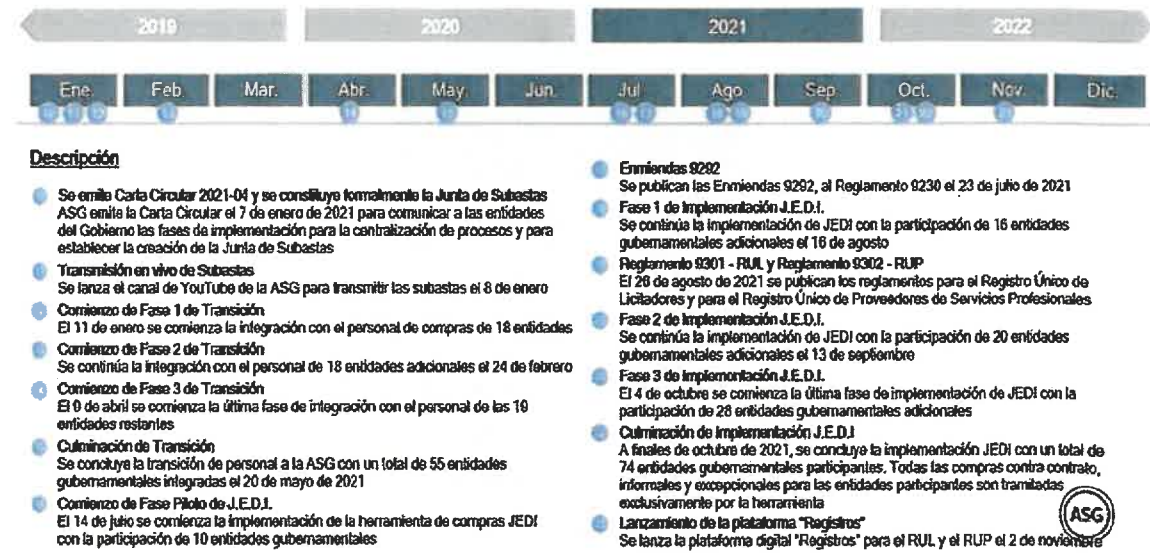 2019 2020 2021 2022
Ene. Feb. Mar. Abr. May. Jun. Jul Ago Sep. Oct. Nov. Dic.
Descripción
Se emite Carta Circular 2021-04 y se constituye formalmente la Junta de Subastas
ASG emite la Carta Circular el 7 de enero de 2021 para comunicar a las entidades
del Gobierno las fases de implementación para la centralización de procesos y para
establecer la creación de la Junta de Subastas
Transmisión en vivo de Subastas
Se lanza el canal de YouTube de la ASG para transmitir las subastas el 8 de enero
Comienzo de Fase 1 de Transición
El 11 de enero se comienza la integración con el personal de compras de 18 entidades
Comienzo de Fase 2 de Transición
Se continúa la integración con el personal de 18 entidades adicionales el 24 de febrero
Comienzo de Fase 3 de Transición
El 9 de abril se comienza la última fase de integración con el personal de las 19
entidades restantes
Culminación de Transición
Se concluye la transición de personal a la ASG con un total de 55 entidades
gubernamentales integradas el 20 de mayo de 2021
Comienzo de Fase Piloto de J.E.D.I.
El 14 de julio se comienza la implementación de la herramienta de compras JEDI
con la participación de 10 entidades gubernamentales
Enmiendas 9292
Se publican las Enmiendas 9292, al Reglamento 9230 el 23 de julio de 2021
Fase 1 de Implementación J.E.D.I.
Se continúa la implementación de JEDI con la participación de 16 entidades
gubernamentales adicionales el 16 de agosto
Reglamento 9301 - RUL y Reglamento 9302 - RUP
El 26 de agosto de 2021 se publican los reglamentos para el Registro Único de
Licitadores y para el Registro Único de Proveedores de Servicios Profesionales
Fase 2 de Implementación J.E.D.I.
Se continúa la implementación de JEDI con la participación de 20 entidades
gubernamentales adicionales el 13 de septiembre
Fase 3 de Implementación J.E.D.I.
El 4 de octubre se comienza la última fase de implementación de JEDI con la
participación de 28 entidades gubernamentales adicionales
Culminación de Implementación J.E.D.I
A finales de octubre de 2021, se concluye la implementación JEDI con un total de
74 entidades gubernamentales participantes. Todas las compras contra contrato,
informales y excepcionales para las entidades participantes son tramitadas
exclusivamente por la herramienta
Lanzamiento de la plataforma "Registros"
Se lanza la plataforma digital "Registros" para el RUL y el RUP el 2 de noviembre
ASG